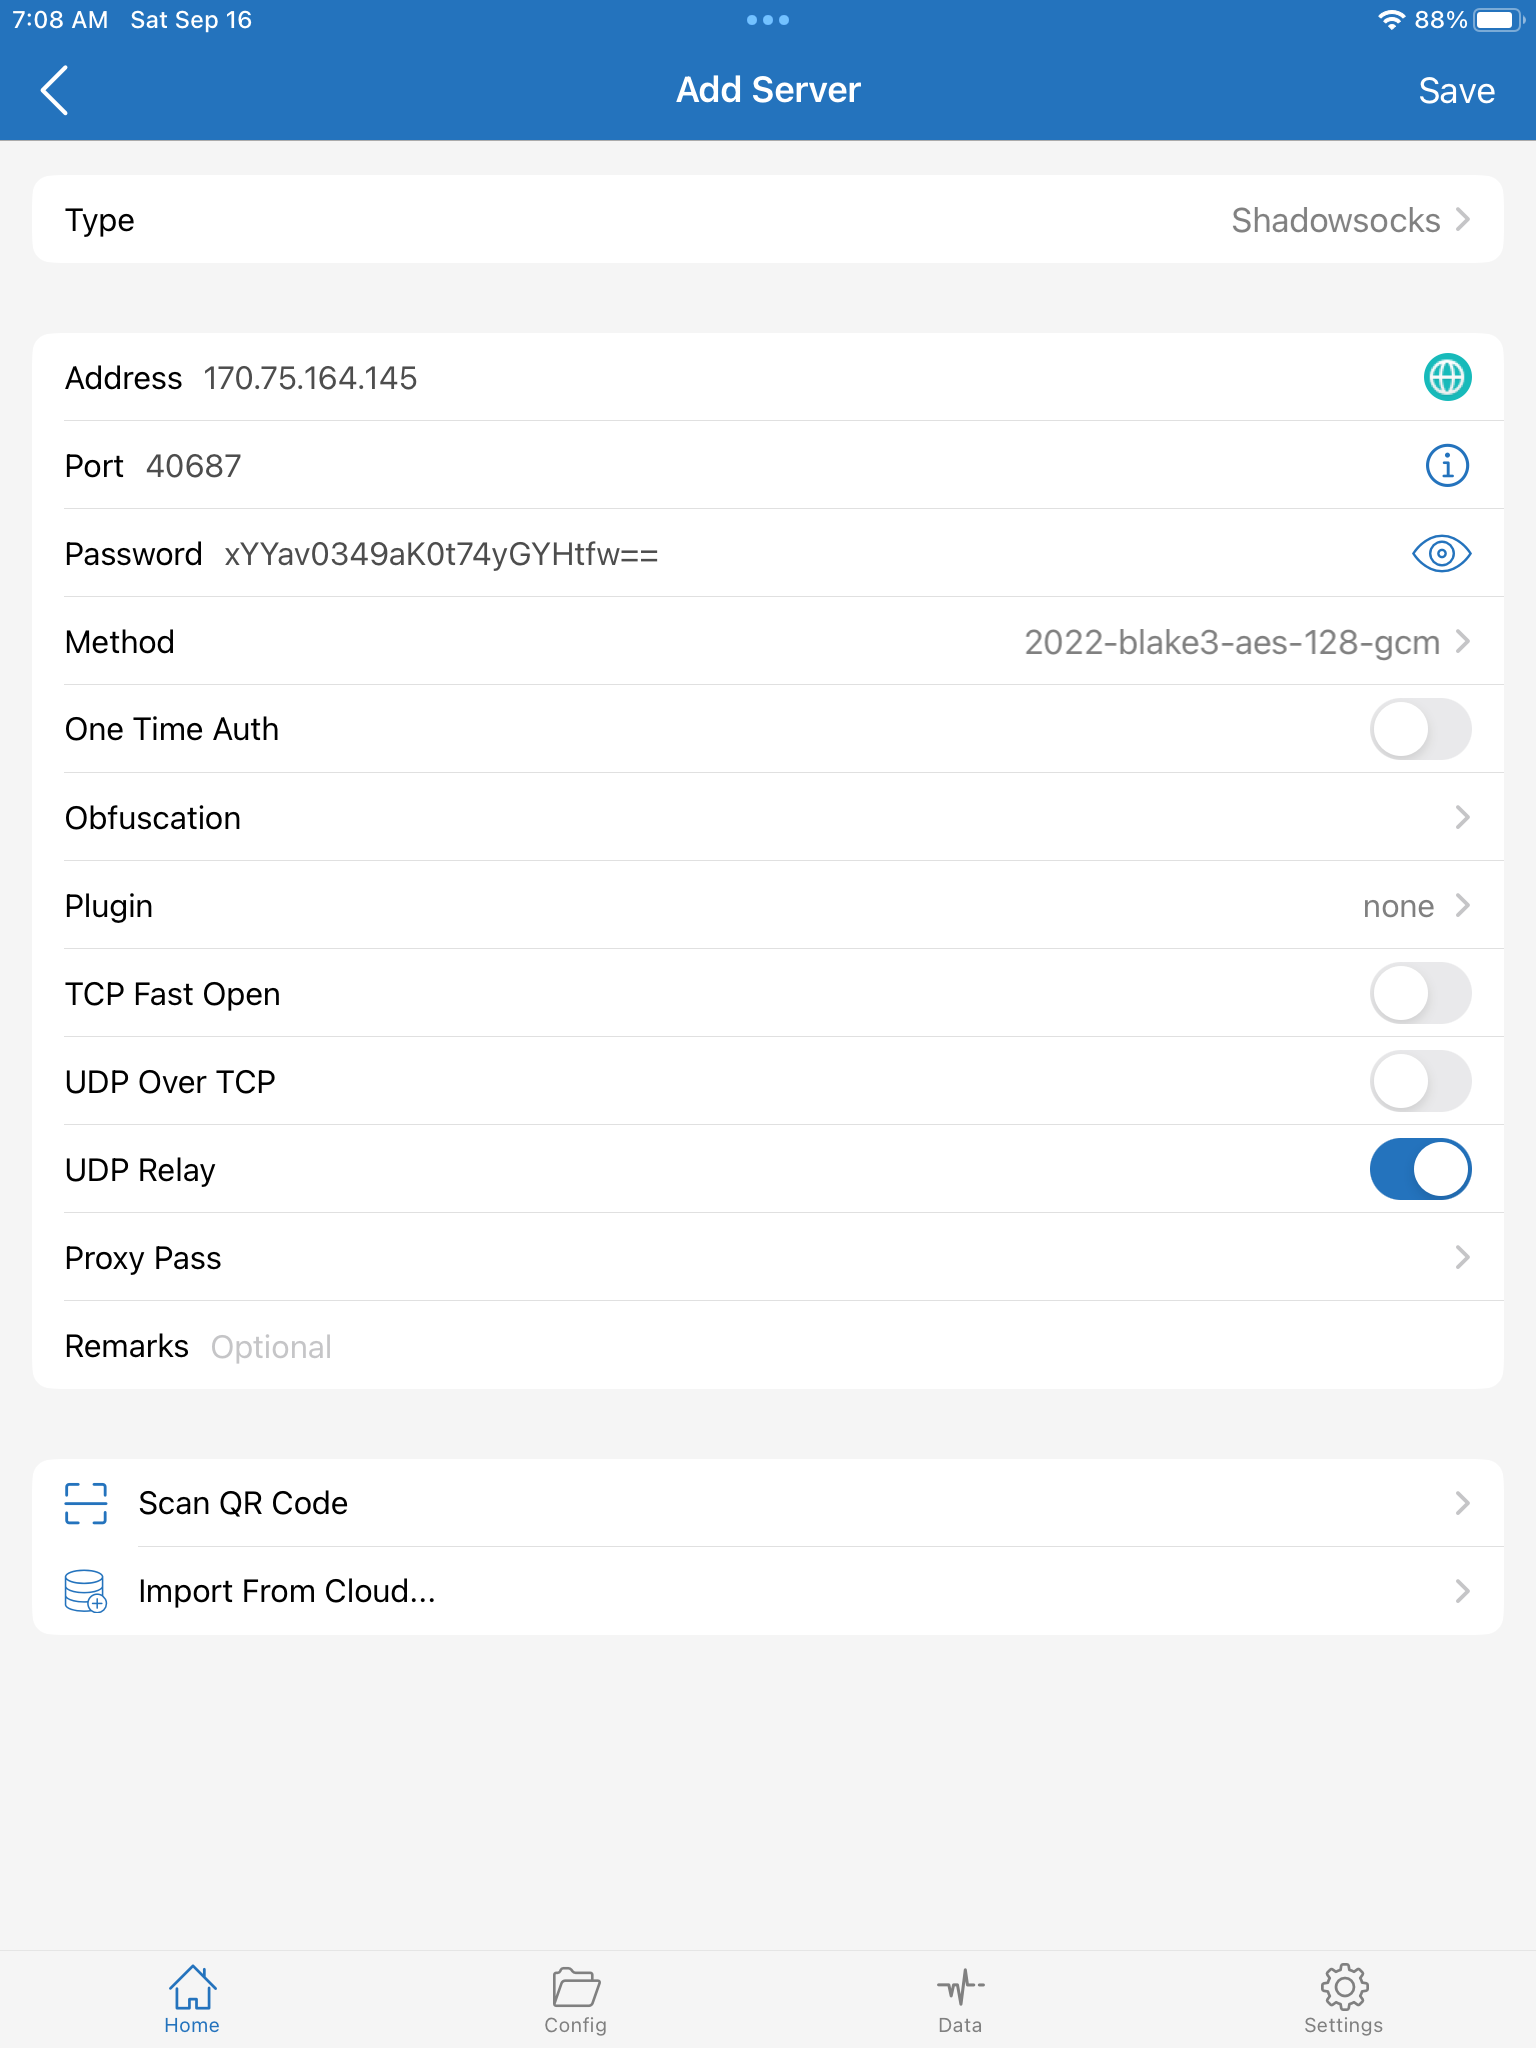 7:08 AM Sat Sep 16 88%
Add Server Save
Type Shadowsocks
Address 170.75.164.145
Port 40687
Password xYYav0349aK0t74yGYHtfw==
Method 2022-blake3-aes-128-gcm
One Time Auth
Obfuscation
Plugin none
TCP Fast Open
UDP Over TCP
UDP Relay
Proxy Pass
Remarks Optional
Scan QR Code
Import From Cloud...
Home Config Data Settings